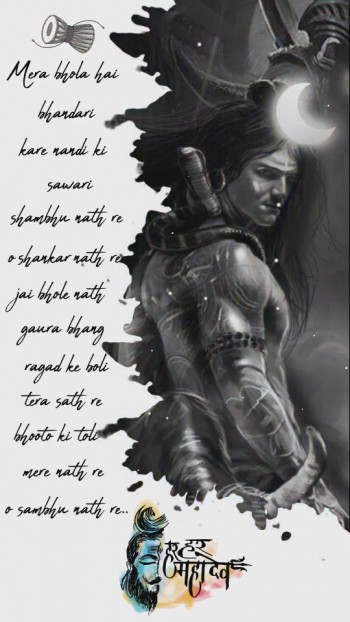 Mera bhola hai
bhandari
kare nandi ki
sawari
shambhu nath re
o shankar nath re
jai bhole nath
gaura bhang
ragad ke boli
tera sath re
bhooto ki toli
mere nath re
o sambhu nath re..
हर हर
महादेव